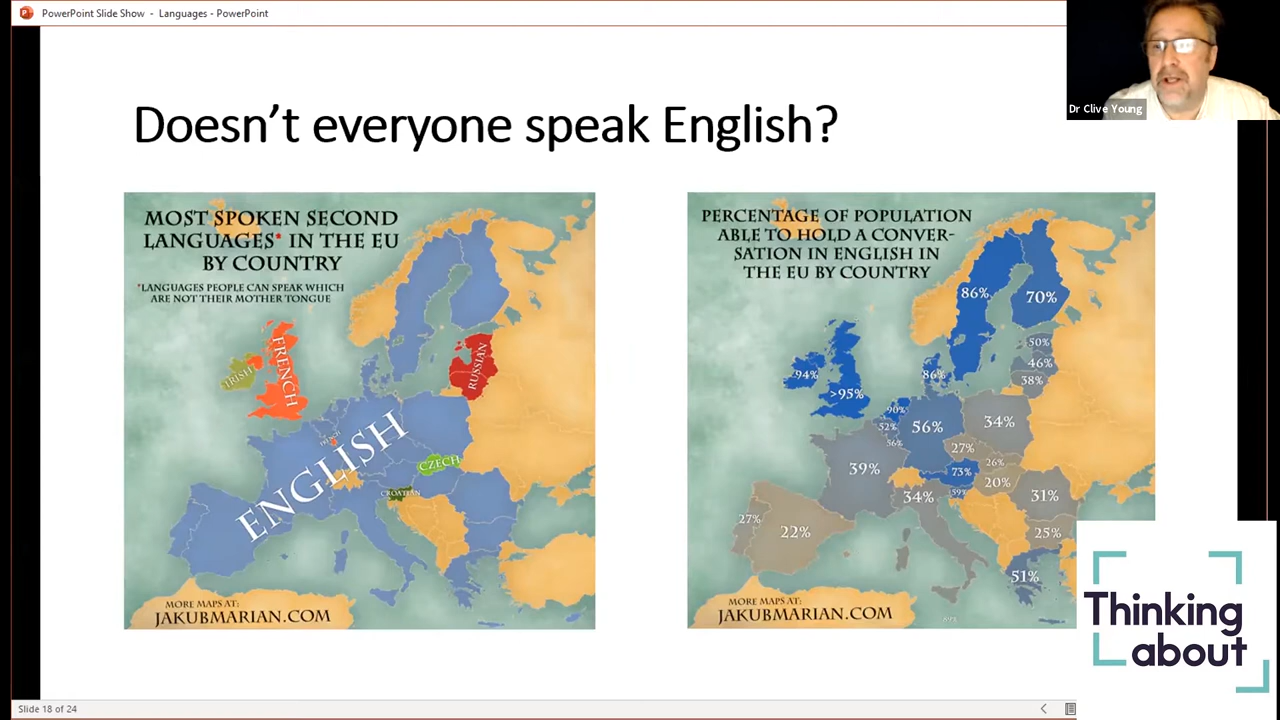 PowerPoint Slide Show - Languages - PowerPoint
Dr Clive Young
Doesn't everyone speak English?
MOST SPOKEN SECOND
LANGUAGES* IN THE EU
BY COUNTRY
*LANGUAGES PEOPLE CAN SPEAK WHICH
ARE NOT THEIR MOTHER TONGUE
IRISH
FRENCH
RUSSIAN
ENGLISH
CZECH
CROATIAN
MORE MAPS AT:
JAKUBMARIAN.COM
PERCENTAGE OF POPULATION
ABLE TO HOLD A CONVER-
SATION IN ENGLISH IN
THE EU BY COUNTRY
86%
70%
50%
46%
38%
94%
>95%
86%
90%
52%
56%
56%
34%
27%
26%
39%
73%
20%
59%
34%
31%
27%
22%
25%
51%
MORE MAPS AT:
JAKUBMARIAN.COM
Thinking
about
Slide 18 of 24